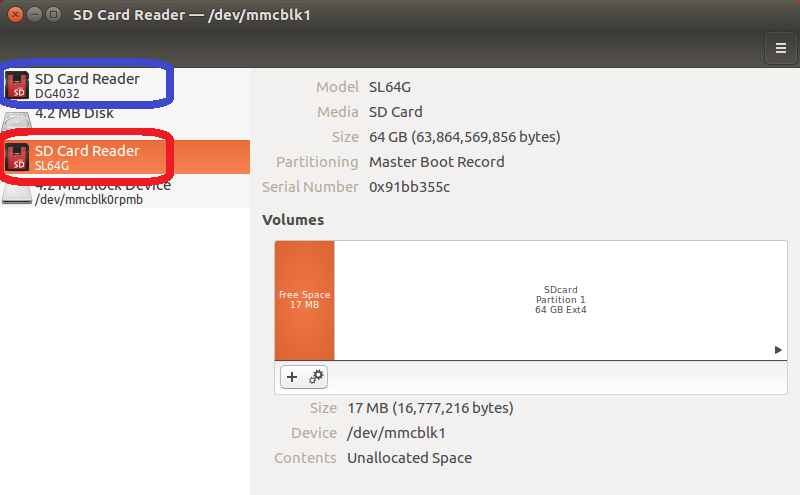 SD Card Reader — /dev/mmcblk1
SD Card Reader
DG4032
4.2 MB Disk
SD Card Reader
SL64G
4.2 MB Block Device
/dev/mmcblk0rpmb
Model SL64G
Media SD Card
Size 64 GB (63,864,569,856 bytes)
Partitioning Master Boot Record
Serial Number 0x91bb355c
Volumes
Free Space
17 MB
SDcard
Partition 1
64 GB Ext4
Size 17 MB (16,777,216 bytes)
Device /dev/mmcblk1
Contents Unallocated Space